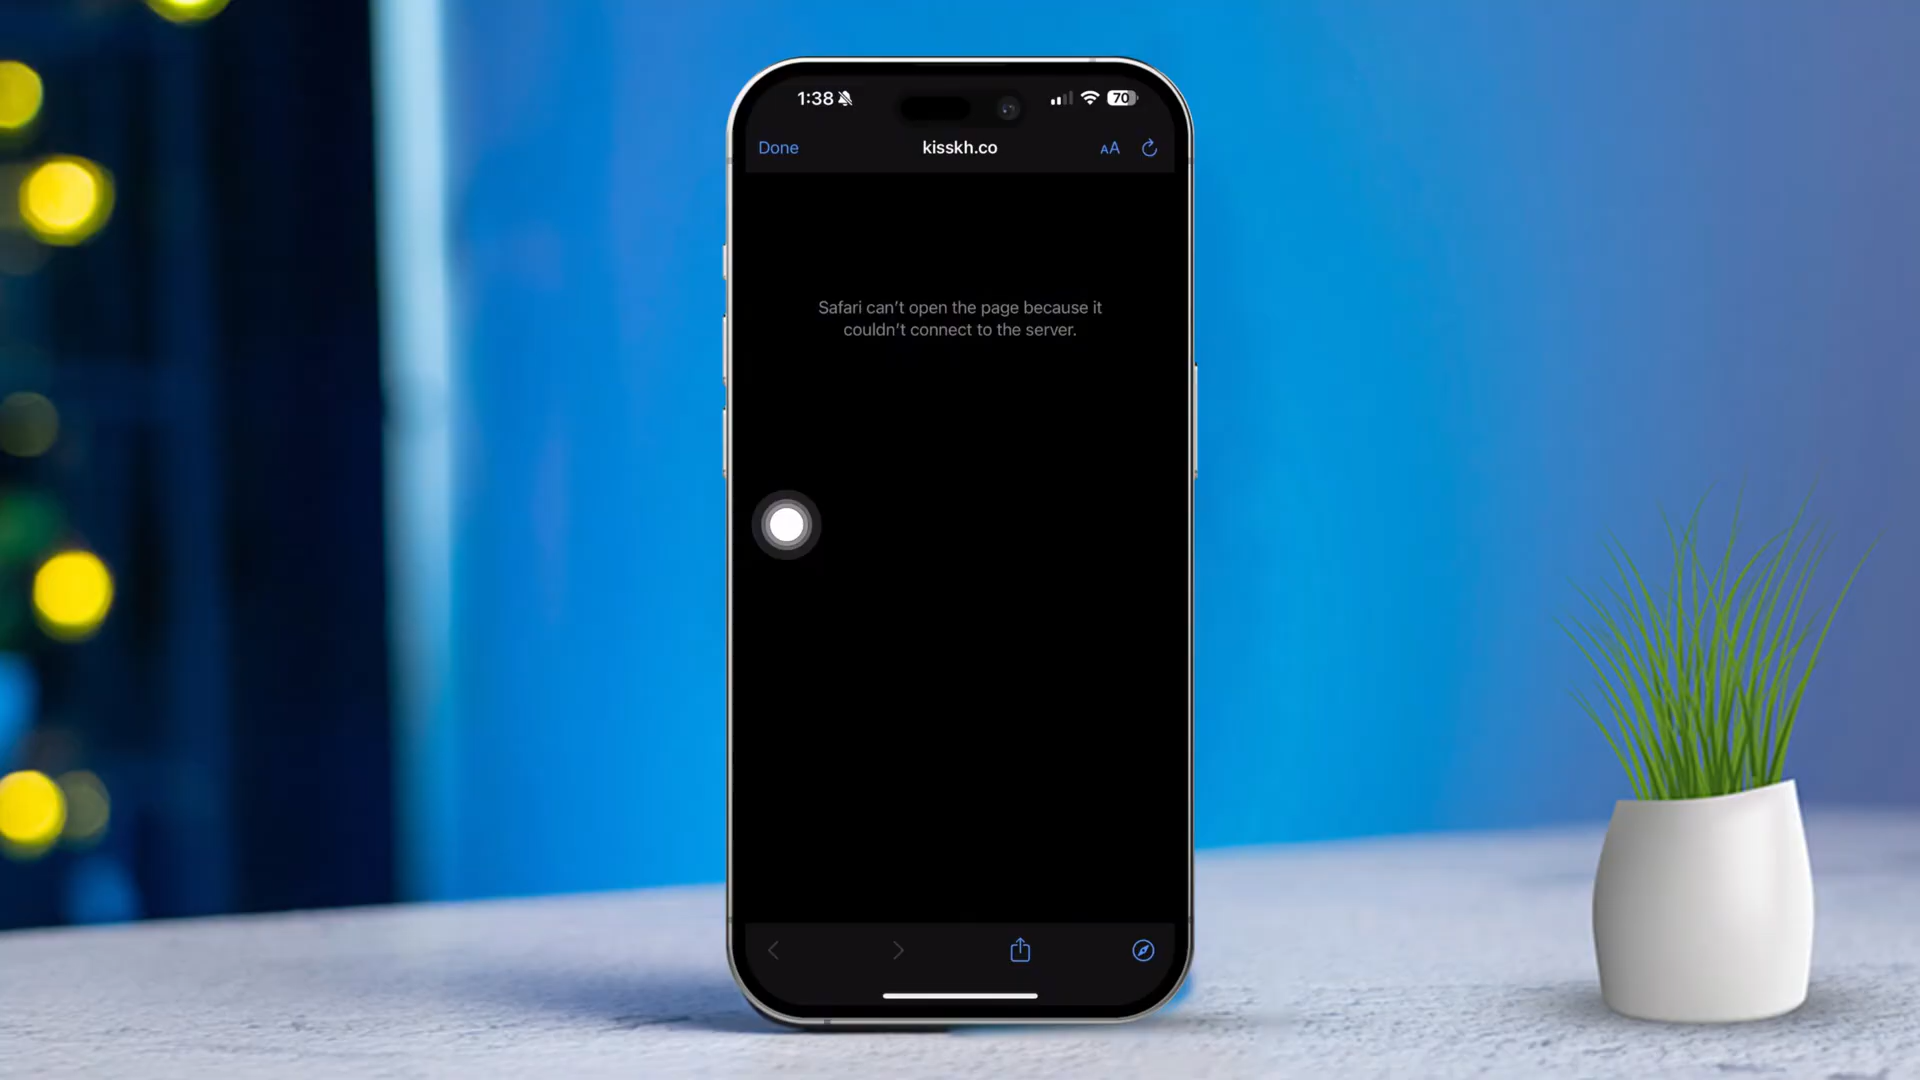 1:38
70
Done
kisskh.co
AA
Safari can’t open the page because it
couldn’t connect to the server.